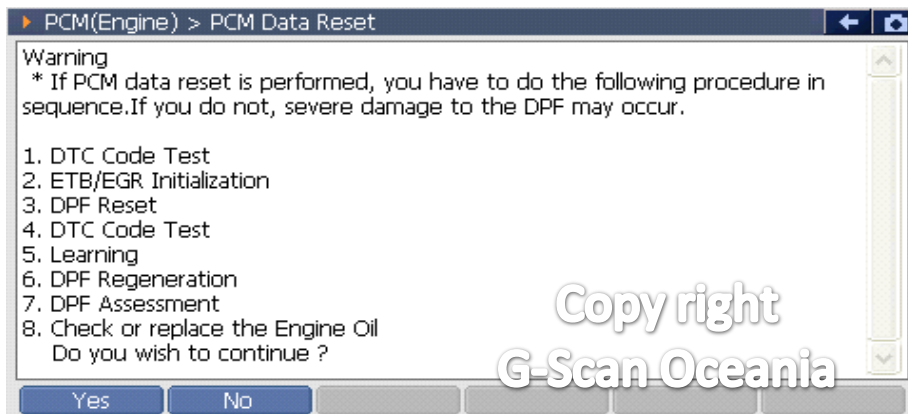 PCM(Engine) > PCM Data Reset
Warning
* If PCM data reset is performed, you have to do the following procedure in
sequence.If you do not, severe damage to the DPF may occur.
1. DTC Code Test
2. ETB/EGR Initialization
3. DPF Reset
4. DTC Code Test
5. Learning
6. DPF Regeneration
7. DPF Assessment
8. Check or replace the Engine Oil
Do you wish to continue ?
Copy right
G-Scan Oceania
Yes No